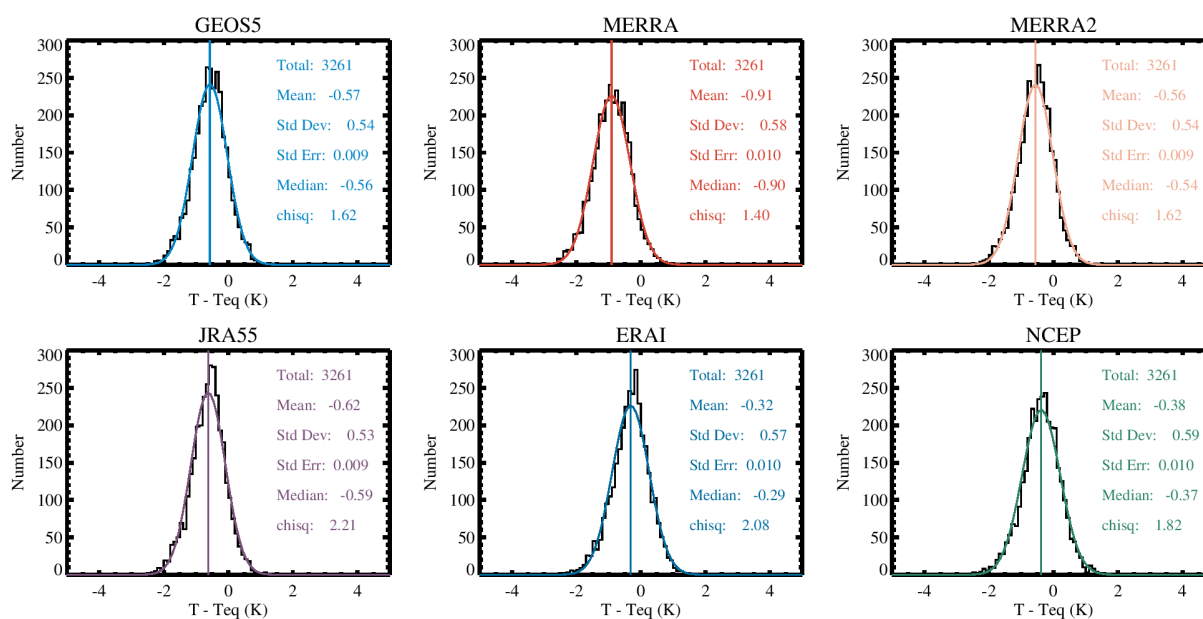 GEOS5
300
250
200
150
100
50
0
Number
Total: 3261
Mean: -0.57
Std Dev: 0.54
Std Err: 0.009
Median: -0.56
chisq: 1.62
-4 -2 0 2 4
T - Teq (K)
MERRA
300
250
200
150
100
50
0
Number
Total: 3261
Mean: -0.91
Std Dev: 0.58
Std Err: 0.010
Median: -0.90
chisq: 1.40
-4 -2 0 2 4
T - Teq (K)
MERRA2
300
250
200
150
100
50
0
Number
Total: 3261
Mean: -0.56
Std Dev: 0.54
Std Err: 0.009
Median: -0.54
chisq: 1.62
-4 -2 0 2 4
T - Teq (K)
JRA55
300
250
200
150
100
50
0
Number
Total: 3261
Mean: -0.62
Std Dev: 0.53
Std Err: 0.009
Median: -0.59
chisq: 2.21
-4 -2 0 2 4
T - Teq (K)
ERAI
300
250
200
150
100
50
0
Number
Total: 3261
Mean: -0.32
Std Dev: 0.57
Std Err: 0.010
Median: -0.29
chisq: 2.08
-4 -2 0 2 4
T - Teq (K)
NCEP
300
250
200
150
100
50
0
Number
Total: 3261
Mean: -0.38
Std Dev: 0.59
Std Err: 0.010
Median: -0.37
chisq: 1.82
-4 -2 0 2 4
T - Teq (K)